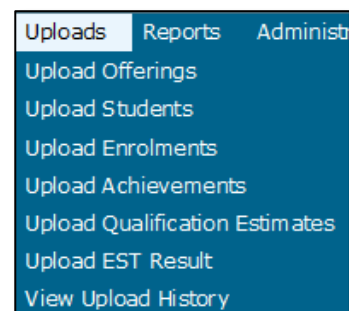 Uploads Reports Administr
Upload Offerings
Upload Students
Upload Enrolments
Upload Achievements
Upload Qualification Estimates
Upload EST Result
View Upload History